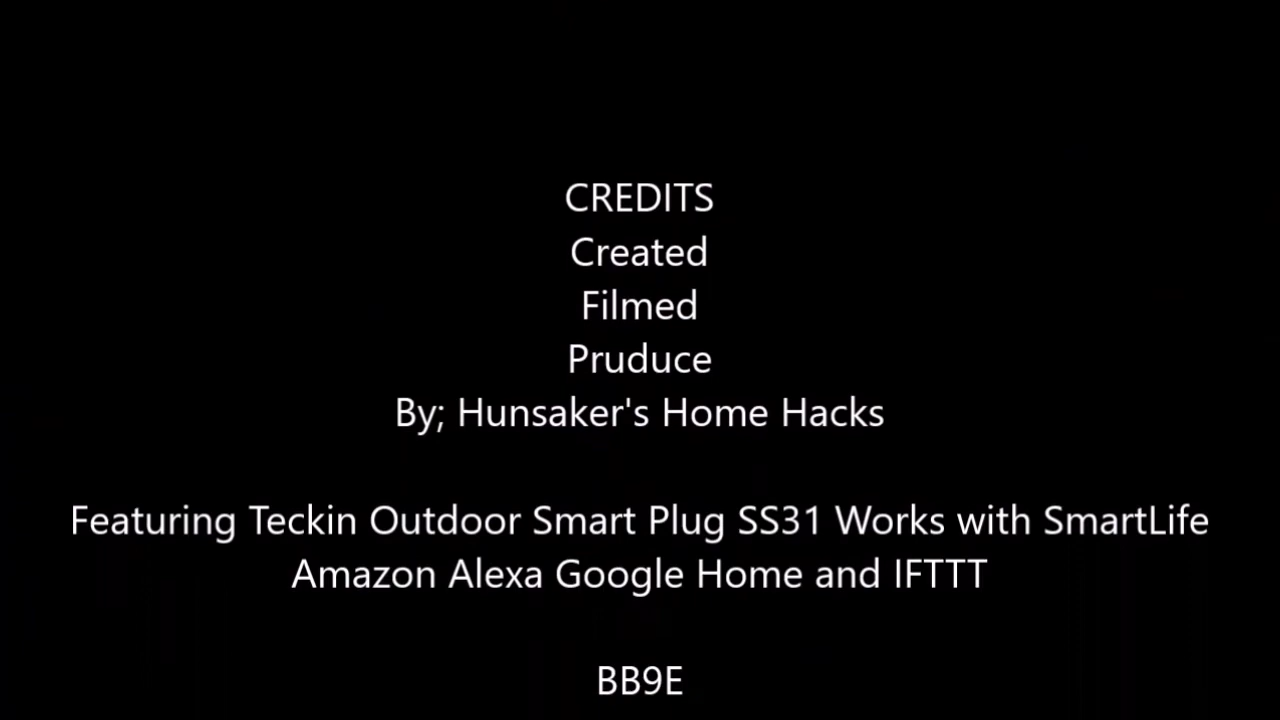 CREDITS
Created
Filmed
Pruduce
By; Hunsaker's Home Hacks
Featuring Teckin Outdoor Smart Plug SS31 Works with SmartLife
Amazon Alexa Google Home and IFTTT
BB9E